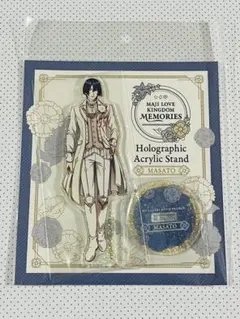 MAJI LOVE
KINGDOM
MEMORIES
Holographic
Acrylic Stand
MASATO
MASATO